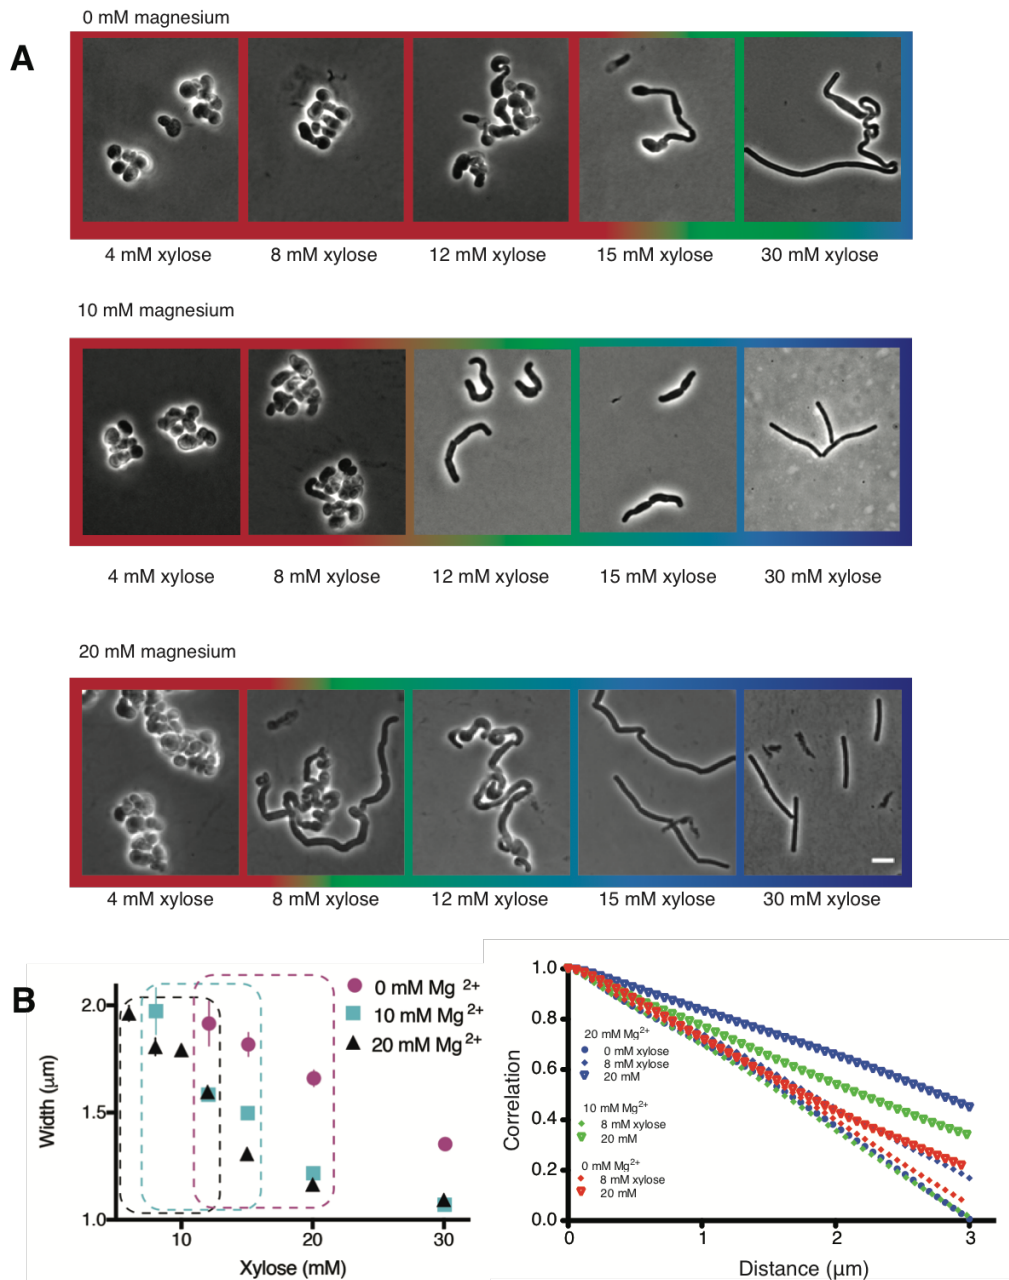 A
0 mM magnesium
4 mM xylose 8 mM xylose 12 mM xylose 15 mM xylose 30 mM xylose
10 mM magnesium
4 mM xylose 8 mM xylose 12 mM xylose 15 mM xylose 30 mM xylose
20 mM magnesium
4 mM xylose 8 mM xylose 12 mM xylose 15 mM xylose 30 mM xylose
B
Width (μm)
2.0
1.5
1.0
10 20 30
Xylose (mM)
0 mM Mg 2+
10 mM Mg2+
20 mM Mg2+
Correlation
1.0
0.8
0.6
0.4
0.2
0.0
0 1 2 3
Distance (μm)
20 mM Mg2+
0 mM xylose
8 mM xylose
20 mM
10 mM Mg2+
8 mM xylose
20 mM
0 mM Mg2+
8 mM xylose
20 mM